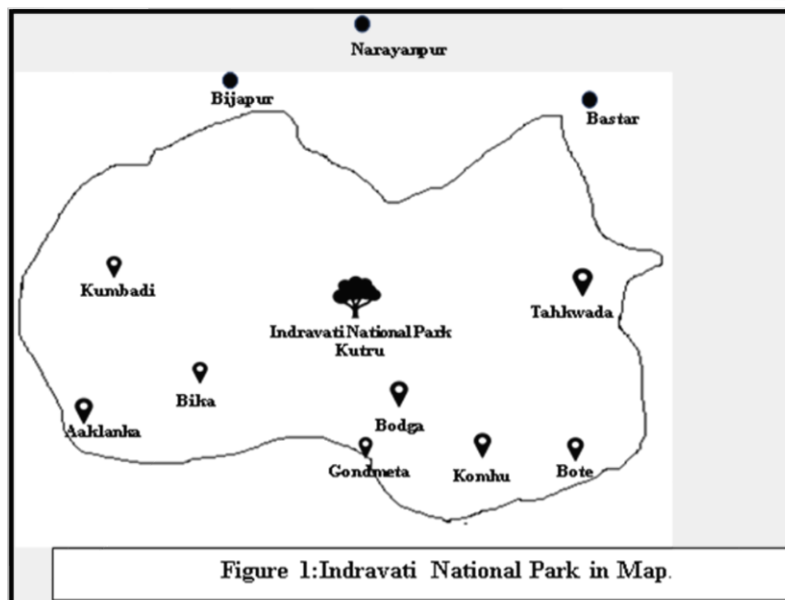 Narayanpur
Bijapur
Bastar
Kumbadi
Tahkwada
Indravati National Park
Kutru
Bika
Aaklanka
Bodga
Gondmeta
Komhu
Bote
Figure 1:Indravati National Park in Map.